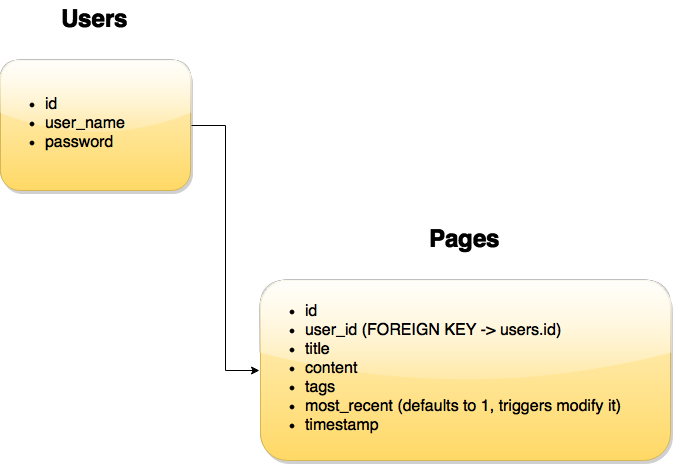 Users
• id
• user_name
• password
Pages
• id
• user_id (FOREIGN KEY -> users.id)
• title
• content
• tags
• most_recent (defaults to 1, triggers modify it)
• timestamp